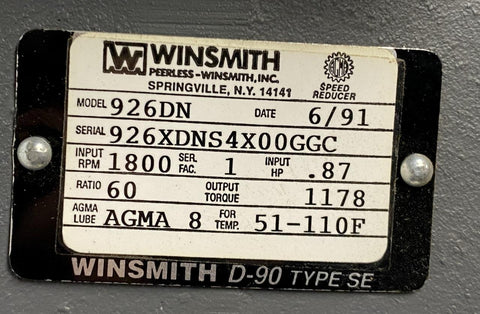 W WINSMITH
PEERLESS-WINSMITH, INC.
SPRINGVILLE, N.Y. 14141
AGMA
SPEED
REDUCER
MODEL 926DN DATE 6/91
SERIAL 926XDNS4X00GGC
INPUT RPM 1800 SER. FAC. 1 INPUT HP .87
RATIO 60 OUTPUT TORQUE 1178
AGMA LUBE AGMA 8 FOR TEMP. 51-110F
WINSMITH D-90 TYPE SE